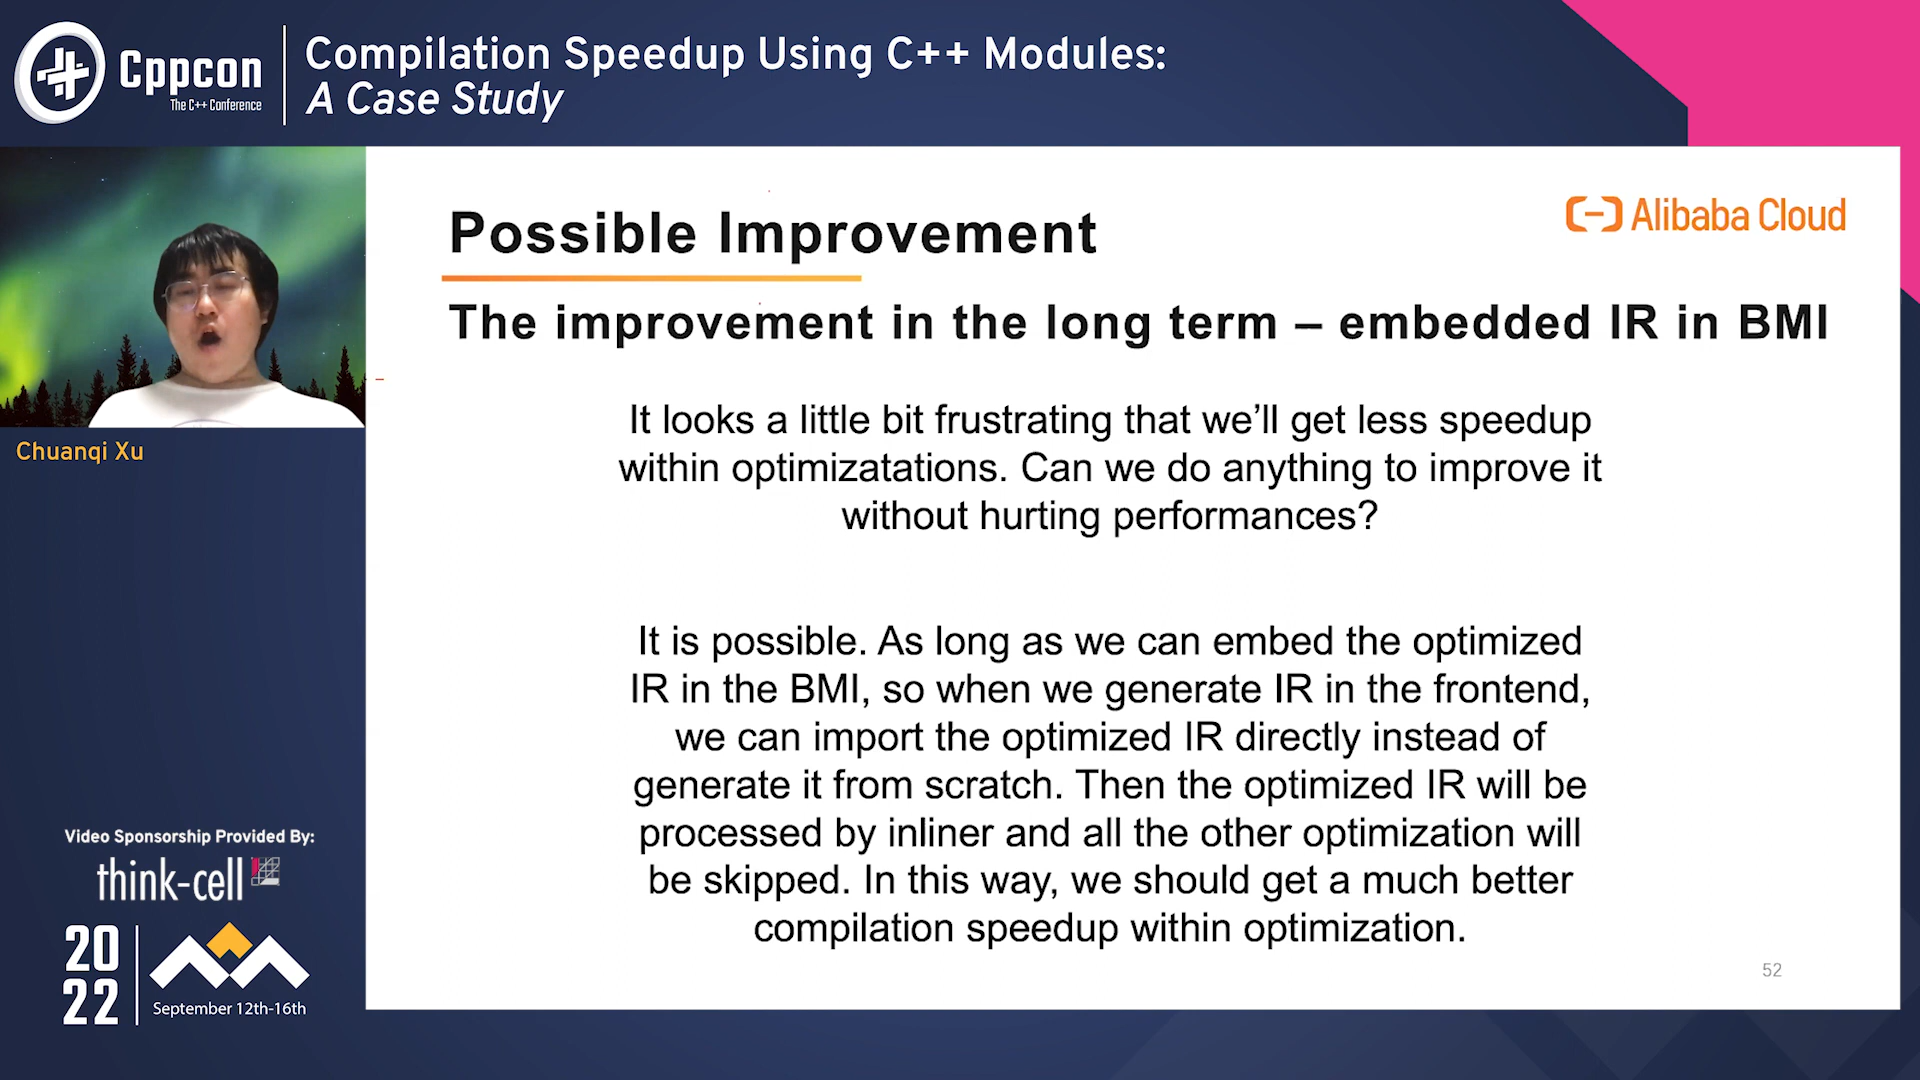 Cppcon
The C++ Conference
Compilation Speedup Using C++ Modules:
A Case Study
Alibaba Cloud
Possible Improvement
The improvement in the long term – embedded IR in BMI
It looks a little bit frustrating that we’ll get less speedup
within optimizatations. Can we do anything to improve it
without hurting performances?
It is possible. As long as we can embed the optimized
IR in the BMI, so when we generate IR in the frontend,
we can import the optimized IR directly instead of
generate it from scratch. Then the optimized IR will be
processed by inliner and all the other optimization will
be skipped. In this way, we should get a much better
compilation speedup within optimization.
52
Chuanqi Xu
Video Sponsorship Provided By:
think-cell
20
22
September 12th-16th